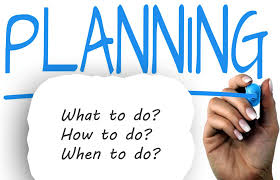 PLANNING
What to do?
How to do?
When to do?